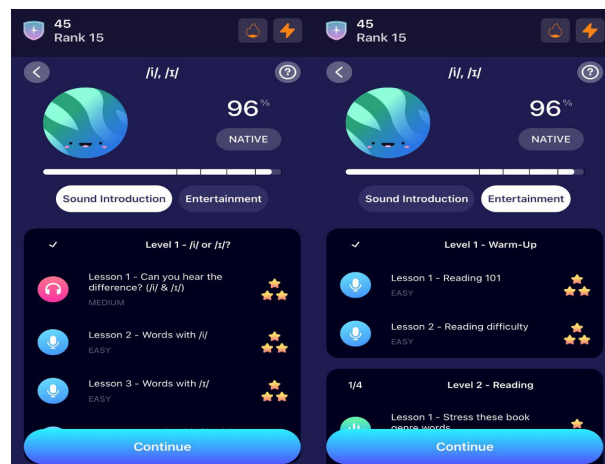 45
Rank 15
/i/, /ɪ/
96%
NATIVE
Sound Introduction
Entertainment
Level 1 - /i/ or /ɪ/?
Lesson 1 - Can you hear the
difference? (/i/ & /ɪ/)
MEDIUM
Lesson 2 - Words with /i/
EASY
Lesson 3 - Words with /ɪ/
EASY
Continue
45
Rank 15
/i/, /ɪ/
96%
NATIVE
Sound Introduction
Entertainment
Level 1 - Warm-Up
Lesson 1 - Reading 101
EASY
Lesson 2 - Reading difficulty
EASY
1/4
Level 2 - Reading
Lesson 1 - Stress these book
genre words
Continue